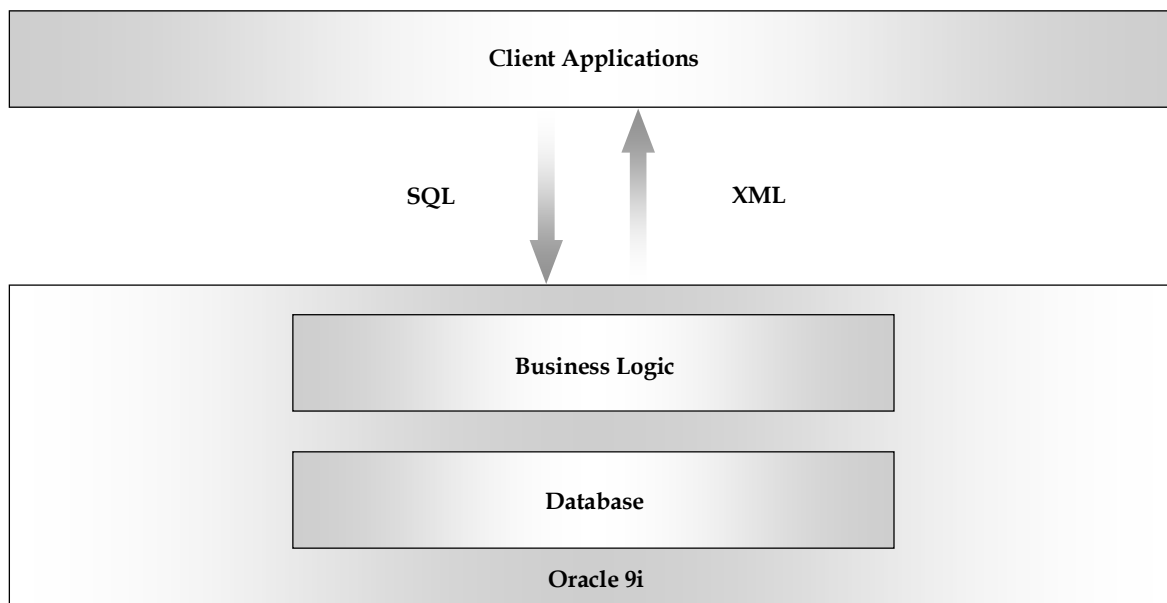 Client Applications
SQL
XML
Business Logic
Database
Oracle 9i